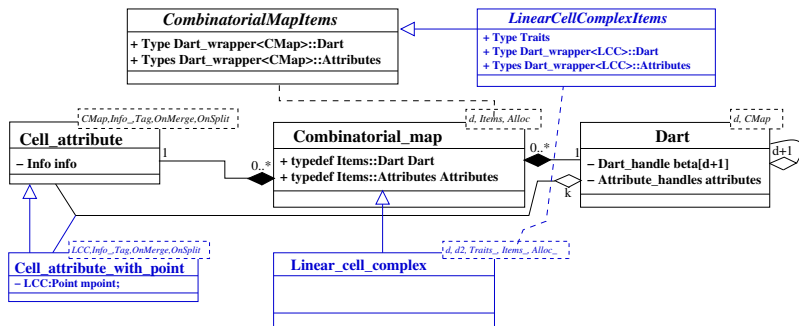 CombinatorialMapItems
+ Type Dart_wrapper<CMap>::Dart
+ Types Dart_wrapper<CMap>::Attributes
LinearCellComplexItems
+ Type Traits
+ Type Dart_wrapper<LCC>::Dart
+ Types Dart_wrapper<LCC>::Attributes
CMap,Info_,Tag,OnMerge,OnSplit
Cell_attribute
− Info info
1
0..*
d, Items, Alloc
Combinatorial_map
+ typedef Items::Dart Dart
+ typedef Items::Attributes Attributes
0..*
1
k
d, CMap
Dart
− Dart_handle beta[d+1]
− Attribute_handles attributes
d+1
LCC,Info_,Tag,OnMerge,OnSplit
Cell_attribute_with_point
− LCC:Point mpoint;
d, d2, Traits_, Items_, Alloc_
Linear_cell_complex